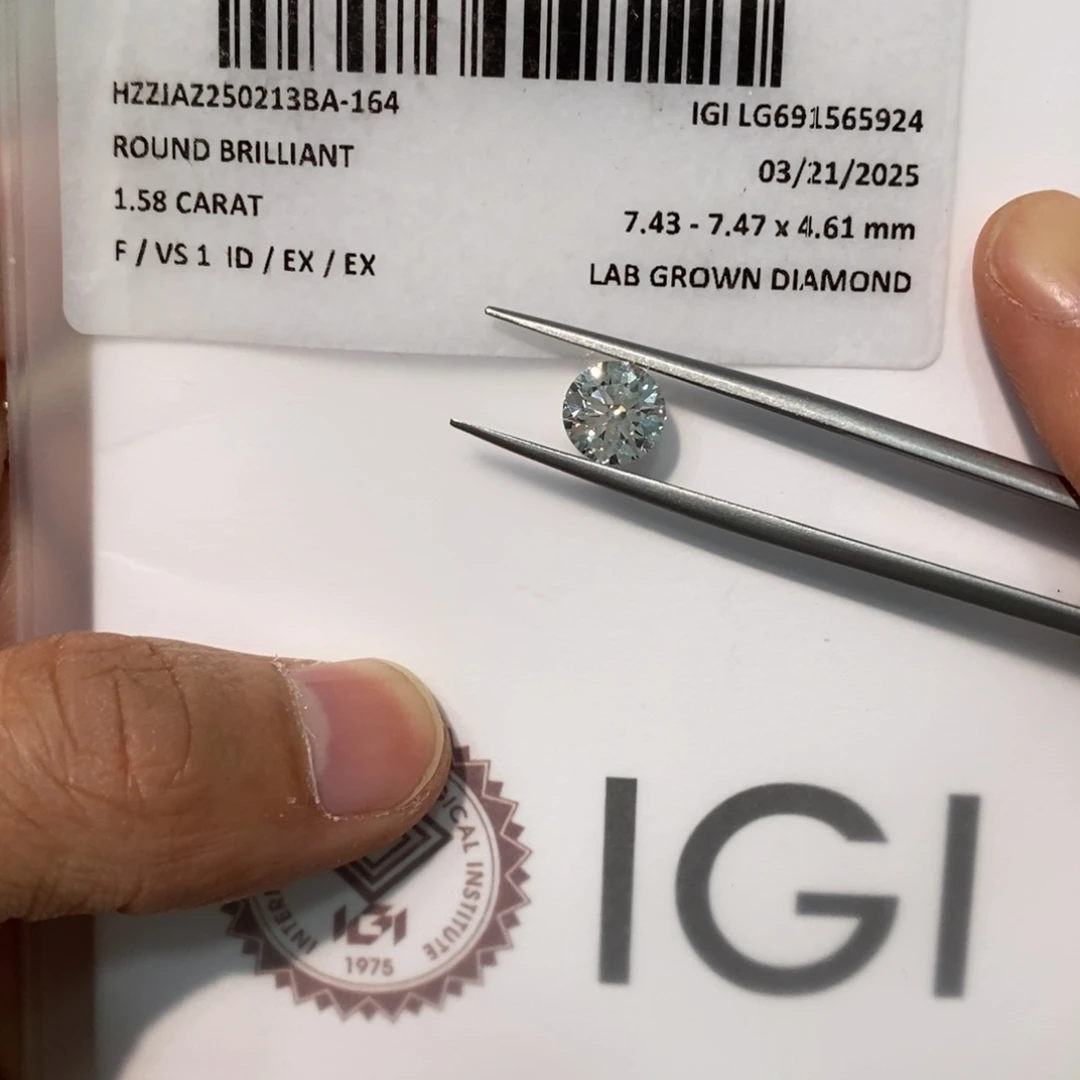 HZZJAZ250213BA-164
IGI LG691565924
ROUND BRILLIANT
03/21/2025
1.58 CARAT
7.43 - 7.47 x 4.61 mm
F / VS 1 ID / EX / EX
LAB GROWN DIAMOND
INSTITUTE
IGI
1975
IGI